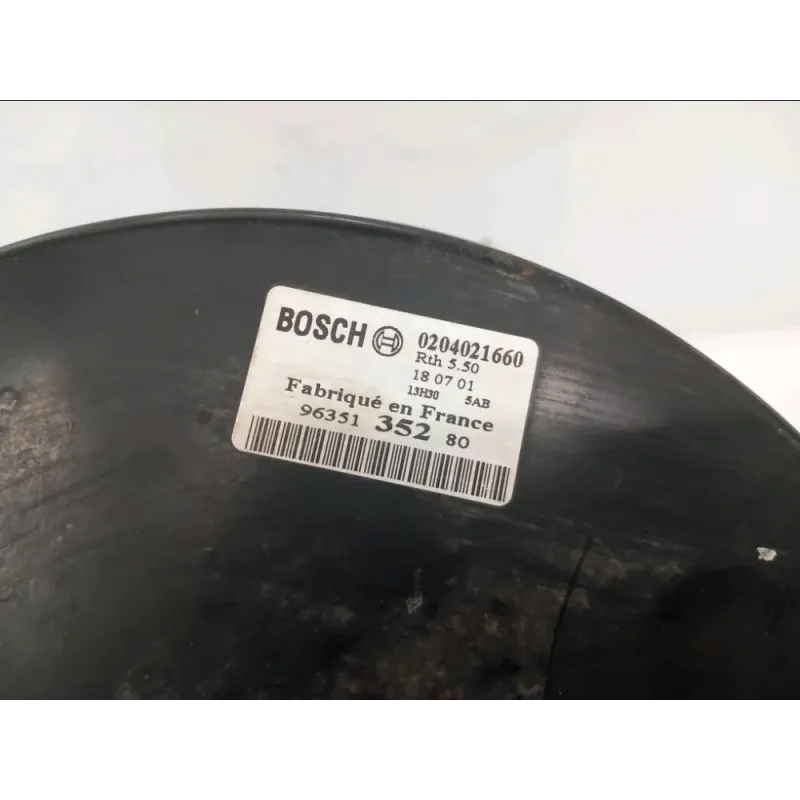 BOSCH 0204021660
Rth 5.50
18 07 01
13H30 5AB
Fabriqué en France
96351 352 80